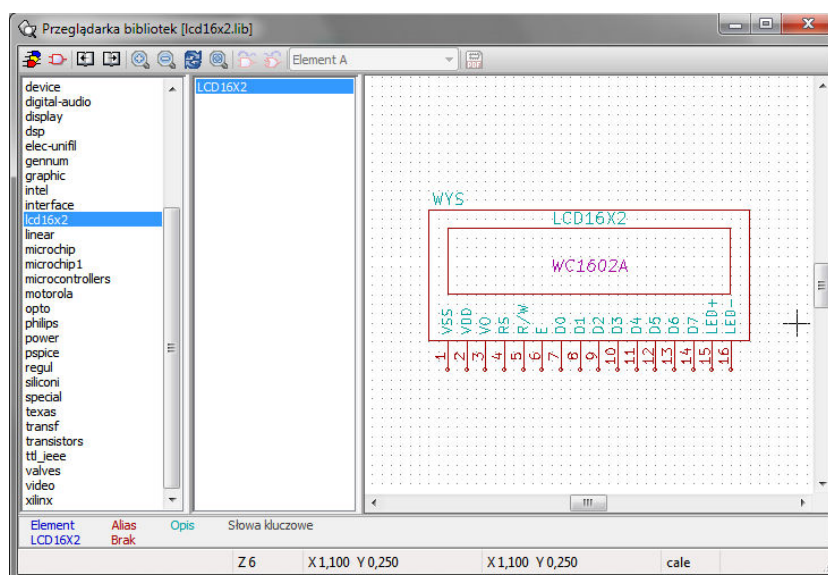 Przeglądarka bibliotek [lcd16x2.lib]
Element A
device
digital-audio
display
dsp
elec-unifil
gennum
graphic
intel
interface
lcd16x2
linear
microchip
microchip1
microcontrollers
motorola
opto
philips
power
pspice
regul
siliconi
special
texas
transf
transistors
ttl_ieee
valves
video
xilinx
LCD16X2
WYS
LCD16X2
WC1602A
VSS VDD VO RS R/W E D0 D1 D2 D3 D4 D5 D6 D7 LED+ LED-
1 2 3 4 5 6 7 8 9 10 11 12 13 14 15 16
Element Alias Opis Słowa kluczowe
LCD16X2 Brak
Z 6 X 1,100 Y 0,250 X 1,100 Y 0,250 cale